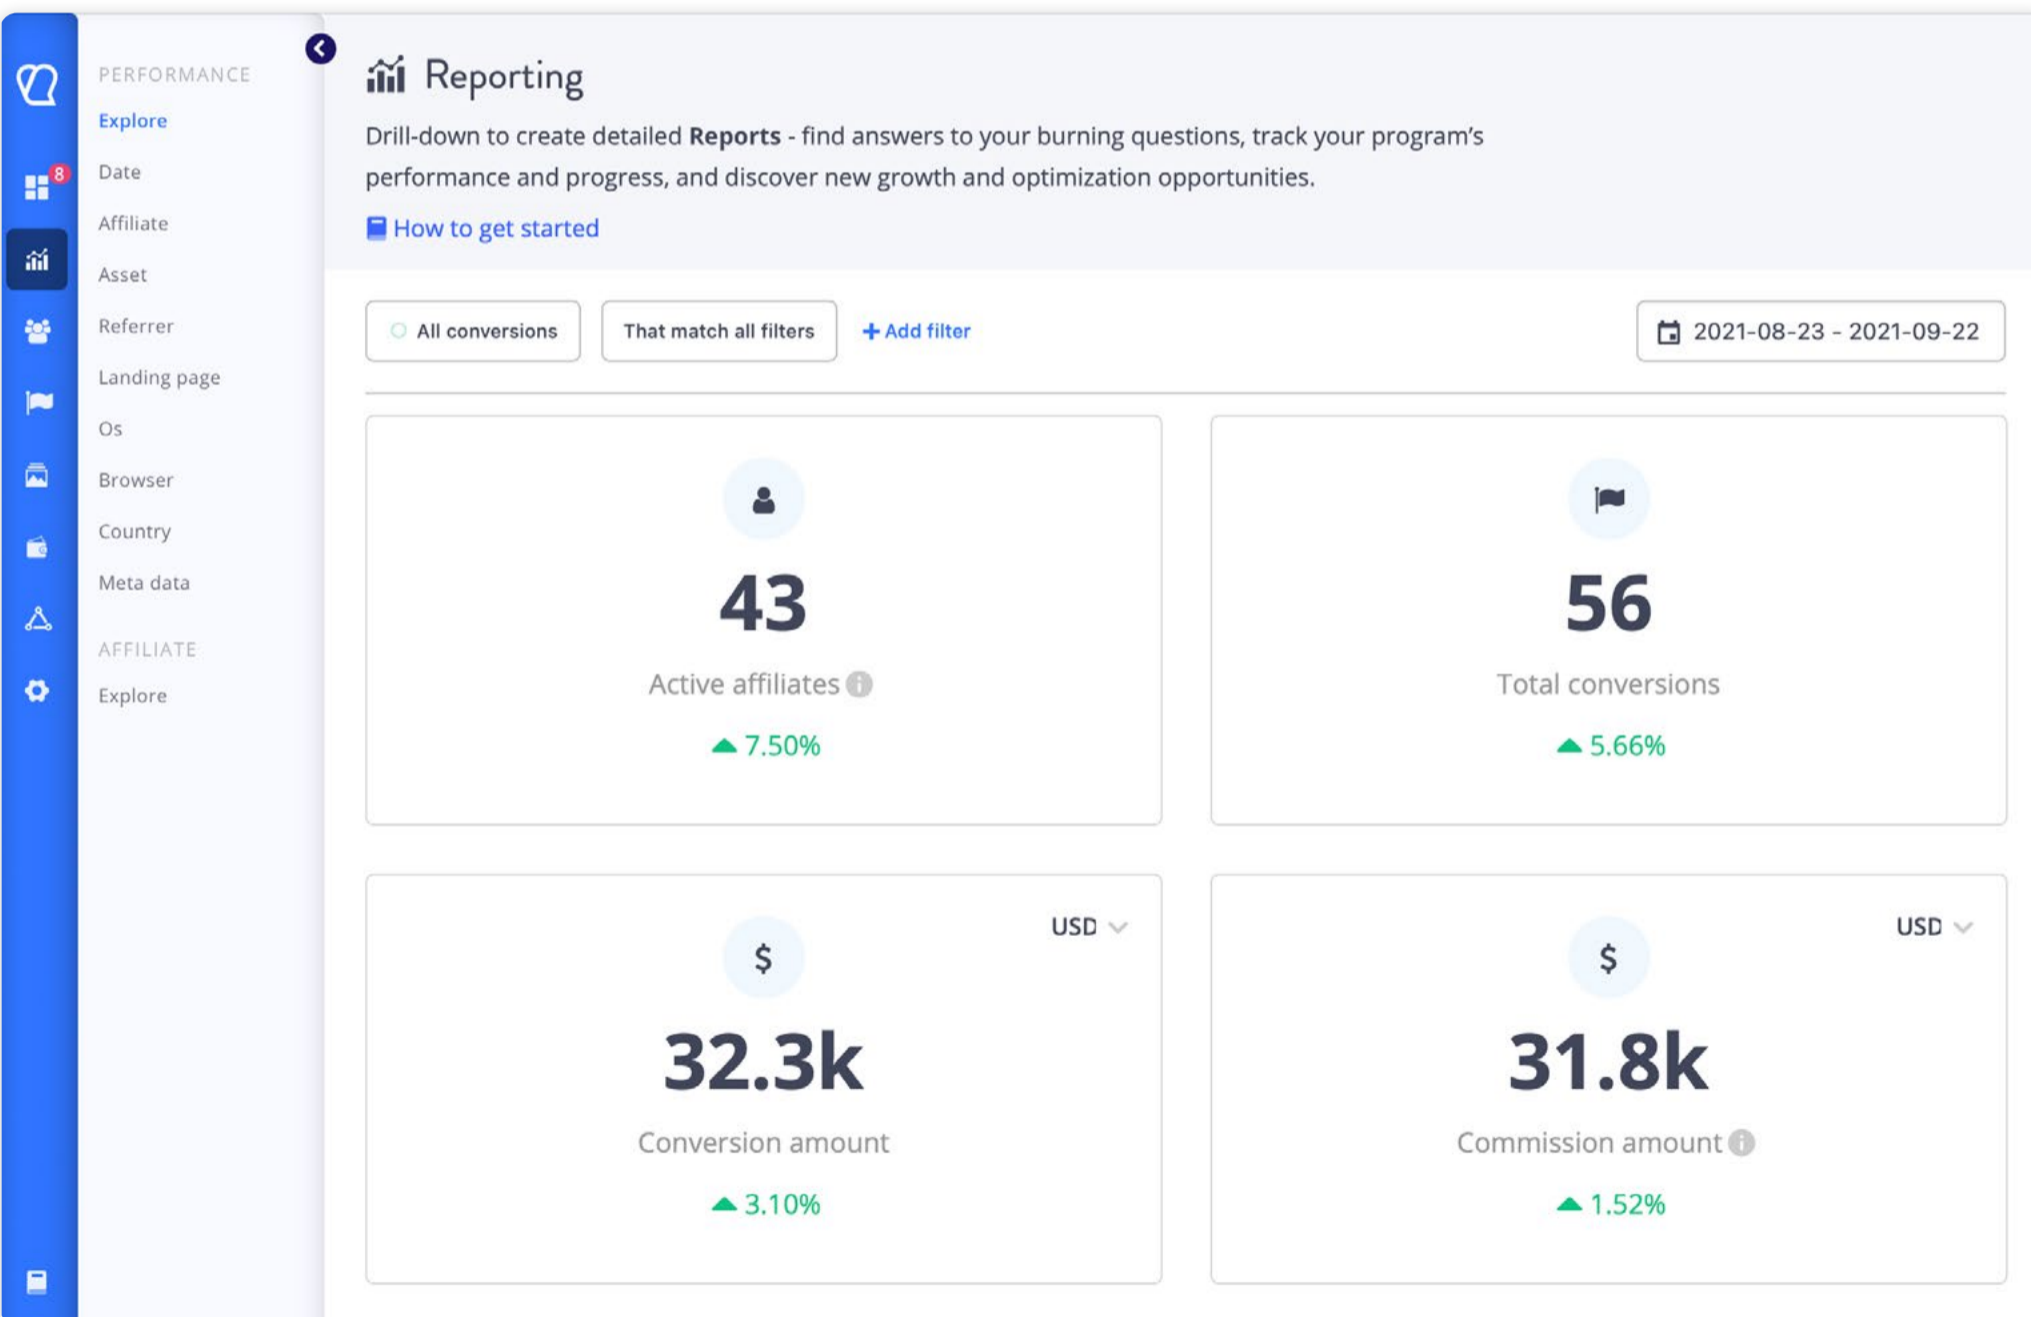 8
PERFORMANCE
Explore
Date
Affiliate
Asset
Referrer
Landing page
Os
Browser
Country
Meta data
AFFILIATE
Explore
Reporting
Drill-down to create detailed Reports - find answers to your burning questions, track your program's
performance and progress, and discover new growth and optimization opportunities.
How to get started
All conversions
That match all filters
+ Add filter
2021-08-23 - 2021-09-22
43
Active affiliates
7.50%
56
Total conversions
5.66%
USD
$
32.3k
Conversion amount
3.10%
USD
$
31.8k
Commission amount
1.52%